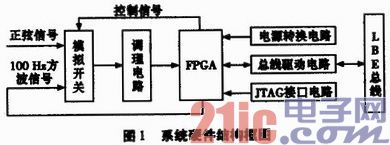 控制信号
正弦信号
100 Hz方
波信号
模拟开关
调理电路
FPGA
电源转换电路
总线驱动电路
JTAG接口电路
LBE总线
21ic电子网
.com
图1 系统硬件结构框图